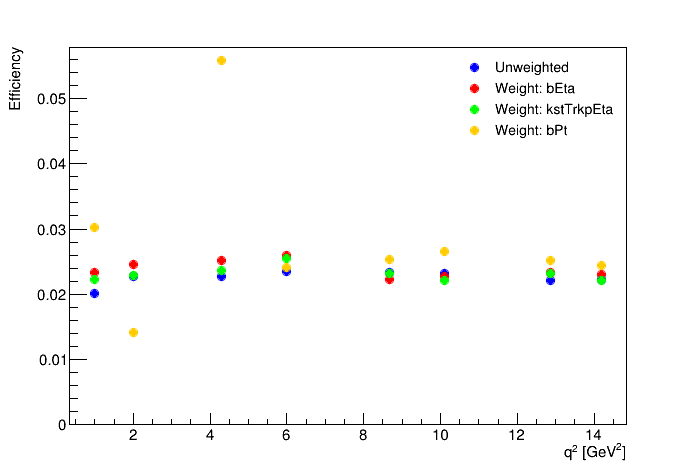 Efficiency
0.05
0.04
0.03
0.02
0.01
0
2 4 6 8 10 12 14
q² [GeV²]
Unweighted
Weight: bEta
Weight: kstTrkpEta
Weight: bPt